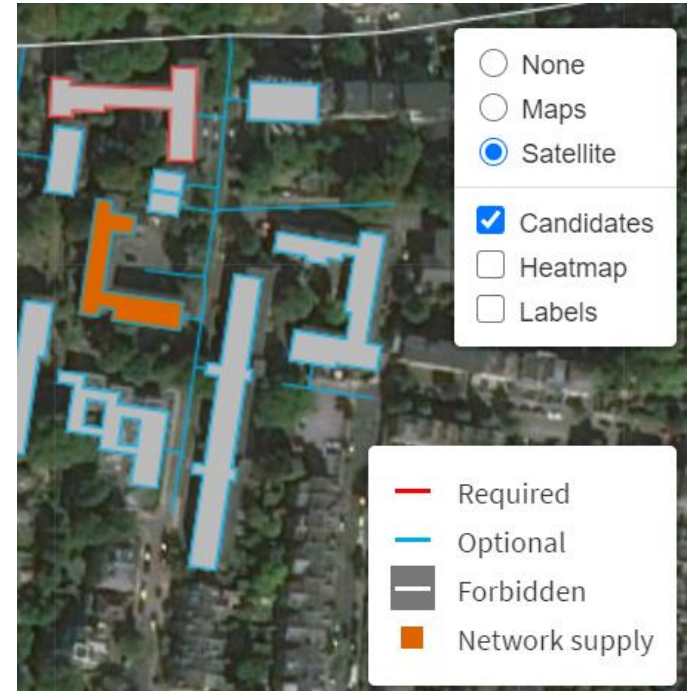 None
Maps
Satellite
Candidates
Heatmap
Labels
Required
Optional
Forbidden
Network supply